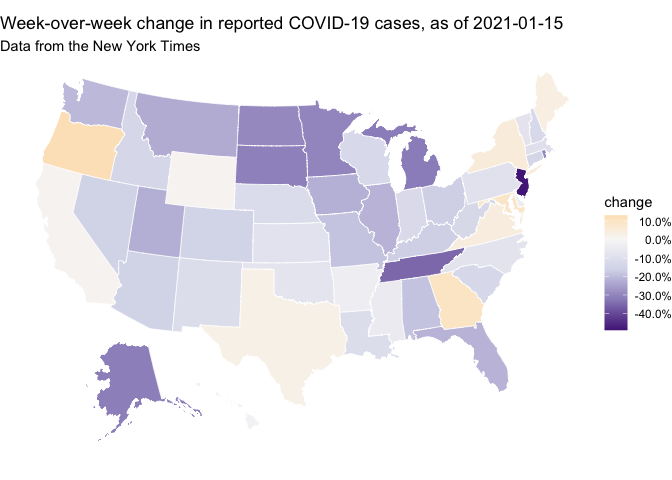 Week-over-week change in reported COVID-19 cases, as of 2021-01-15
Data from the New York Times
change
10.0%
0.0%
-10.0%
-20.0%
-30.0%
-40.0%